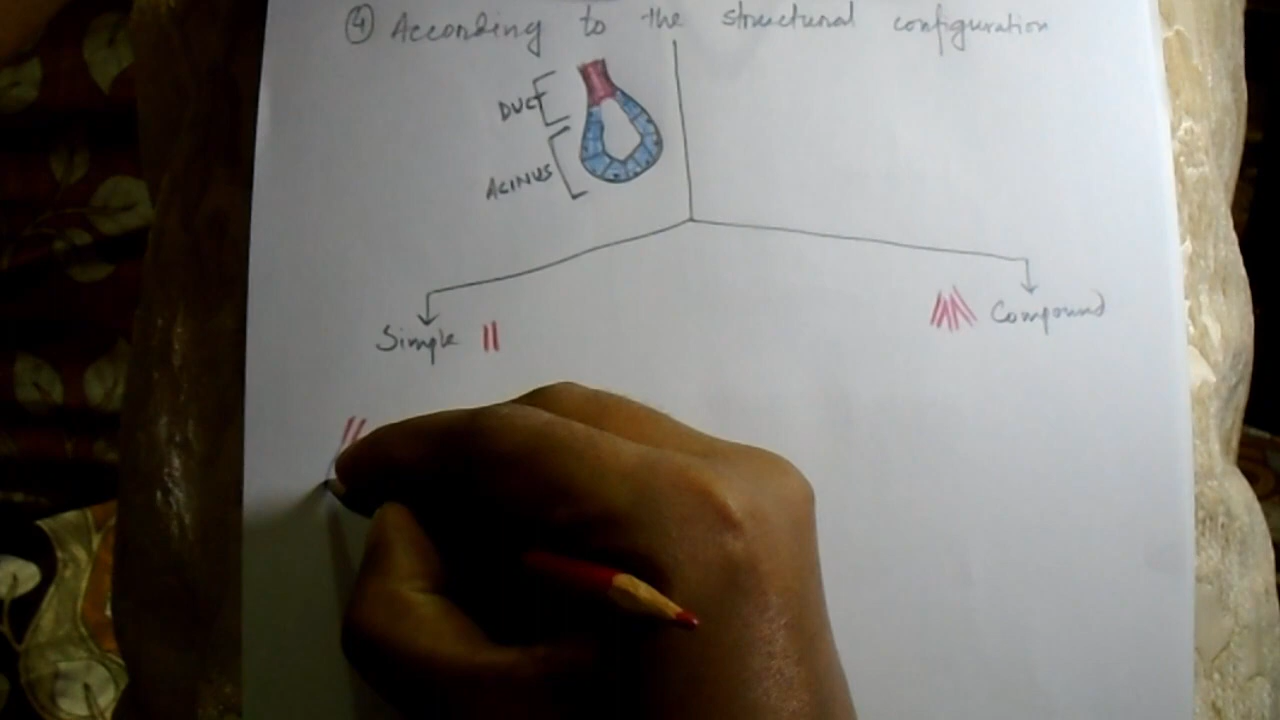 ④ According to the structural configuration
DUCT
ACINUS
Simple
Compound